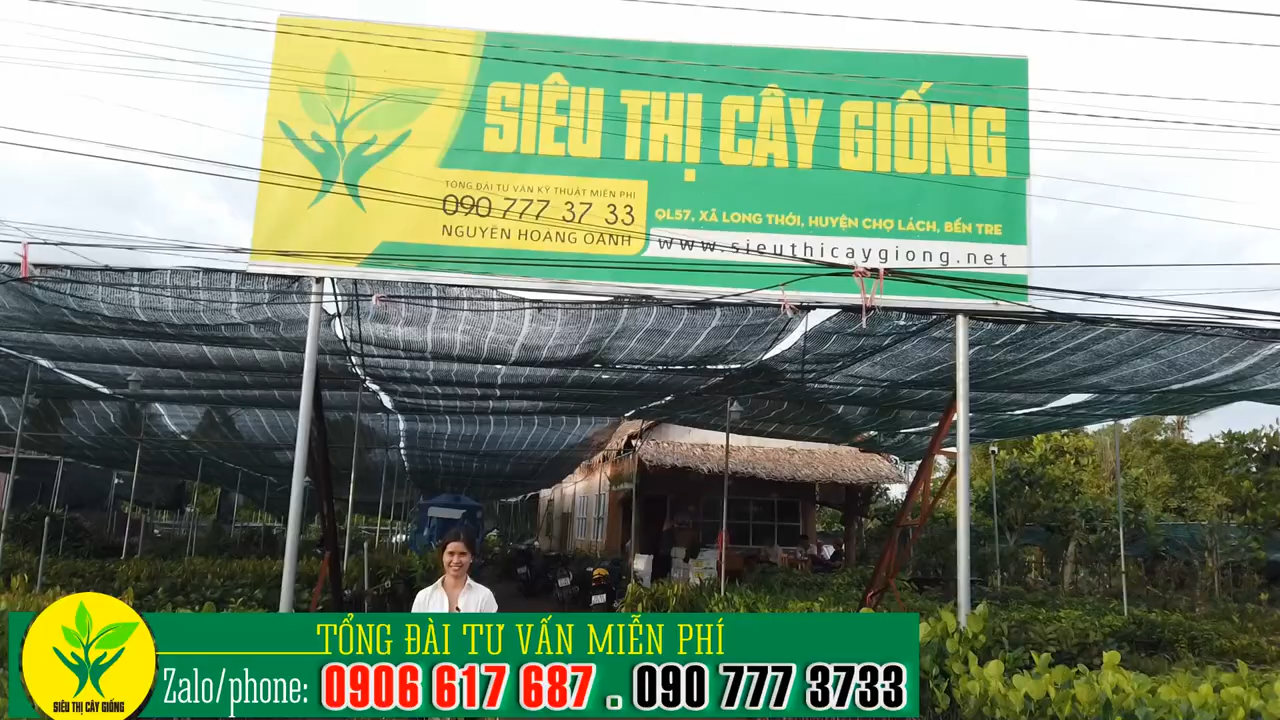 SIÊU THỊ CÂY GIỐNG
TỔNG ĐÀI TƯ VẤN KỸ THUẬT MIỄN PHÍ
090 777 37 33
NGUYỄN HOÀNG OANH
QL57, XÃ LONG THỚI, HUYỆN CHỢ LÁCH, BẾN TRE
www.sieuthicaygiong.net
TỔNG ĐÀI TƯ VẤN MIỄN PHÍ
Zalo/phone: 0906 617 687 . 090 777 3733
SIÊU THỊ CÂY GIỐNG